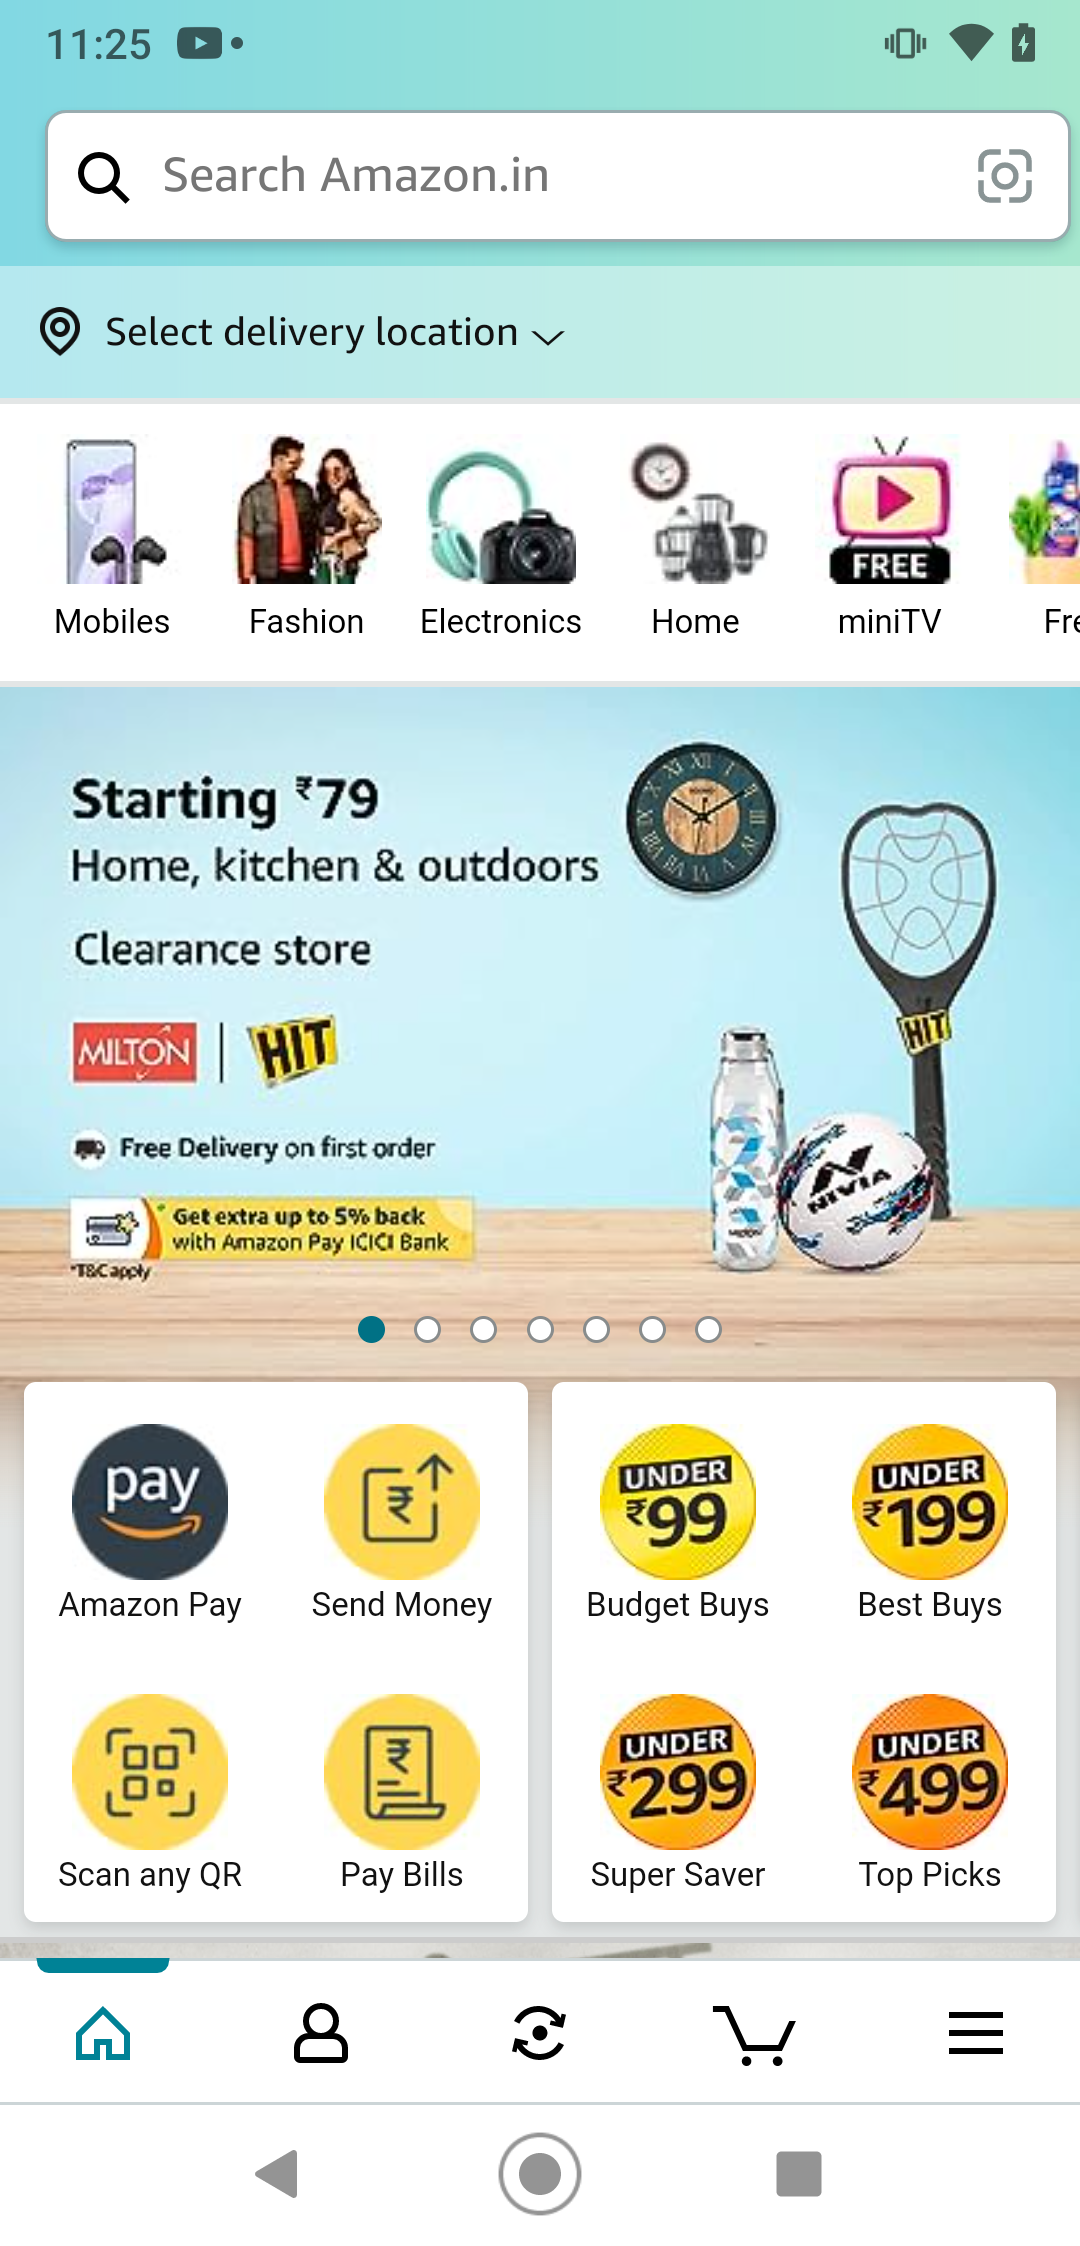 11:25
Search Amazon.in
Select delivery location
FREE
Mobiles Fashion Electronics Home miniTV Fre
Starting ₹79
Home, kitchen & outdoors
Clearance store
MILTON | HIT
HIT
NIVIA
MILTON
Free Delivery on first order
Get extra up to 5% back
with Amazon Pay ICICI Bank
*T&C apply
pay
Amazon Pay
₹
Send Money
UNDER
₹99
Budget Buys
UNDER
₹199
Best Buys
Scan any QR
₹
Pay Bills
UNDER
₹299
Super Saver
UNDER
₹499
Top Picks